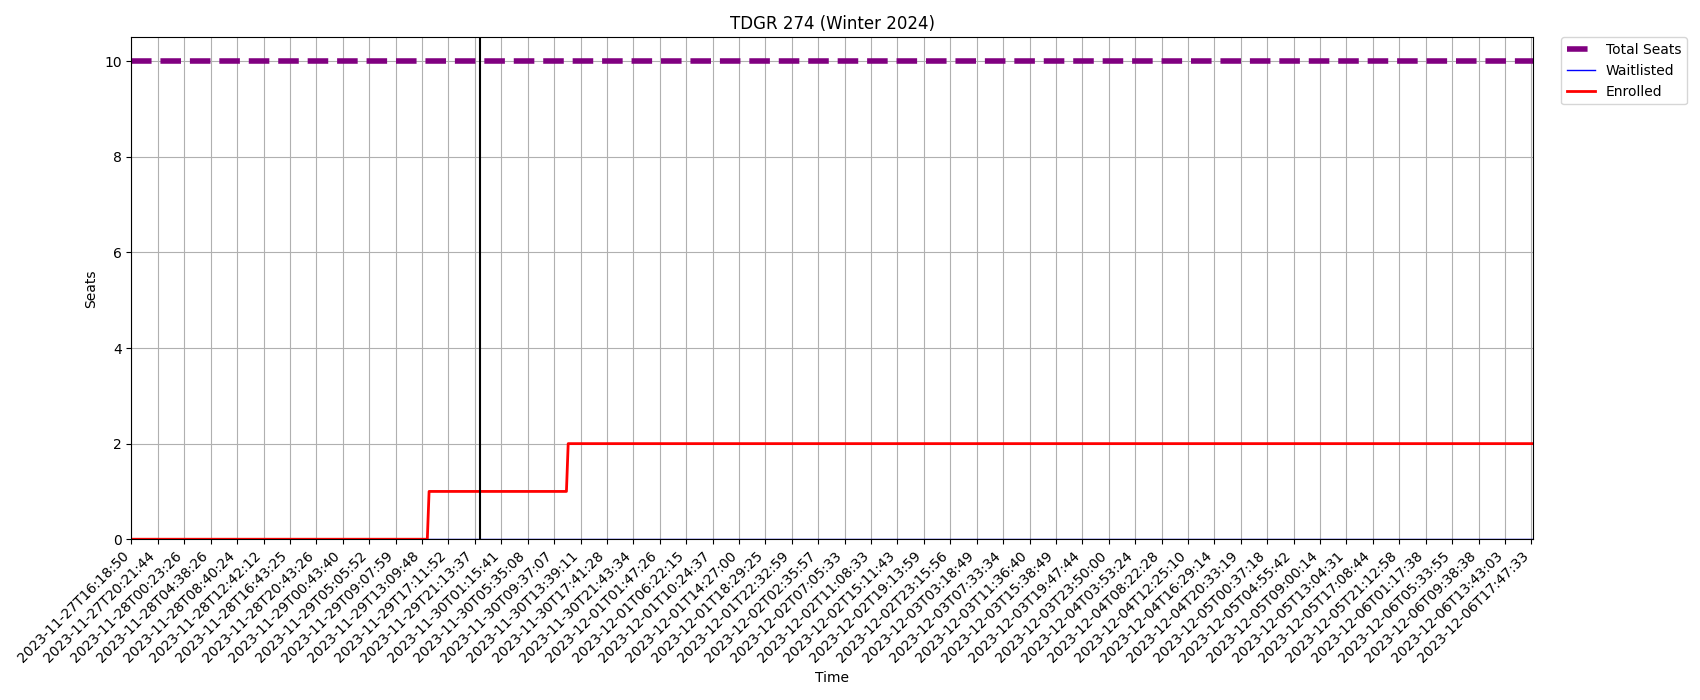 TDGR 274 (Winter 2024)
Total Seats
Waitlisted
Enrolled
Seats
10
8
6
4
2
0
2023-11-27T16:18:50
2023-11-27T20:21:44
2023-11-28T00:23:26
2023-11-28T04:38:26
2023-11-28T08:40:24
2023-11-28T12:42:12
2023-11-28T16:43:25
2023-11-28T20:43:26
2023-11-29T00:43:40
2023-11-29T05:05:52
2023-11-29T09:07:59
2023-11-29T13:09:48
2023-11-29T17:11:52
2023-11-29T21:13:37
2023-11-30T01:15:41
2023-11-30T05:35:08
2023-11-30T09:37:07
2023-11-30T13:39:11
2023-11-30T17:41:28
2023-11-30T21:43:34
2023-12-01T01:47:26
2023-12-01T06:22:15
2023-12-01T10:24:37
2023-12-01T14:27:00
2023-12-01T18:29:25
2023-12-01T22:32:59
2023-12-02T02:35:57
2023-12-02T07:05:33
2023-12-02T11:08:33
2023-12-02T15:11:43
2023-12-02T19:13:59
2023-12-02T23:15:56
2023-12-03T03:18:49
2023-12-03T07:33:34
2023-12-03T11:36:40
2023-12-03T15:38:49
2023-12-03T19:47:44
2023-12-03T23:50:00
2023-12-04T03:53:24
2023-12-04T08:22:28
2023-12-04T12:25:10
2023-12-04T16:29:14
2023-12-04T20:33:19
2023-12-05T00:37:18
2023-12-05T04:55:42
2023-12-05T09:00:14
2023-12-05T13:04:31
2023-12-05T17:08:44
2023-12-05T21:12:58
2023-12-06T01:17:38
2023-12-06T05:33:55
2023-12-06T09:38:38
2023-12-06T13:43:03
2023-12-06T17:47:33
Time